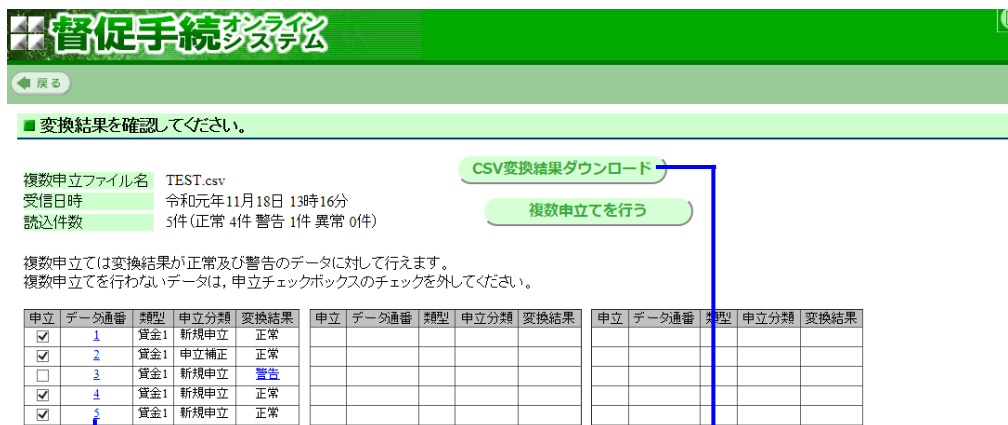 督促手続オンラインシステム
戻る
■変換結果を確認してください。
CSV変換結果ダウンロード
複数申立ファイル名 TEST.csv
受信日時 令和元年11月18日 13時16分
複数申立てを行う
読込件数 5件(正常 4件 警告 1件 異常 0件)
複数申立ては変換結果が正常及び警告のデータに対して行えます。
複数申立てを行わないデータは,申立チェックボックスのチェックを外してください。
申立 データ通番 類型 申立分類 変換結果 申立 データ通番 類型 申立分類 変換結果 申立 データ通番 類型 申立分類 変換結果
1 貸金1 新規申立 正常
2 貸金1 申立補正 正常
3 貸金1 新規申立 警告
4 貸金1 新規申立 正常
5 貸金1 新規申立 正常